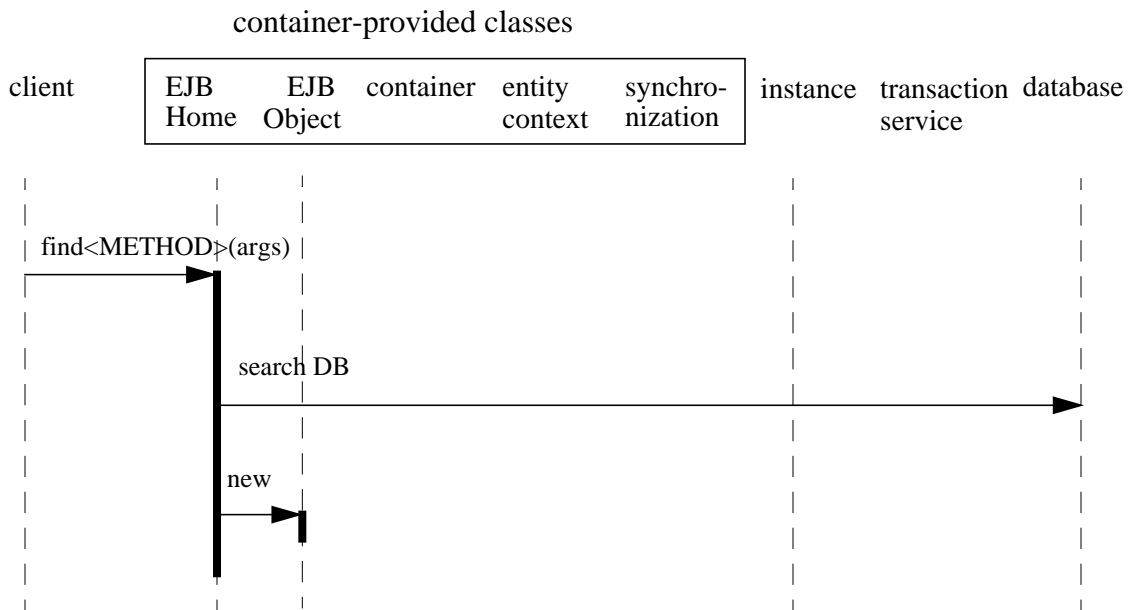 container-provided classes
client
EJB
Home
EJB
Object
container
entity
context
synchro-
nization
instance
transaction
service
database
find<METHOD>(args)
search DB
new